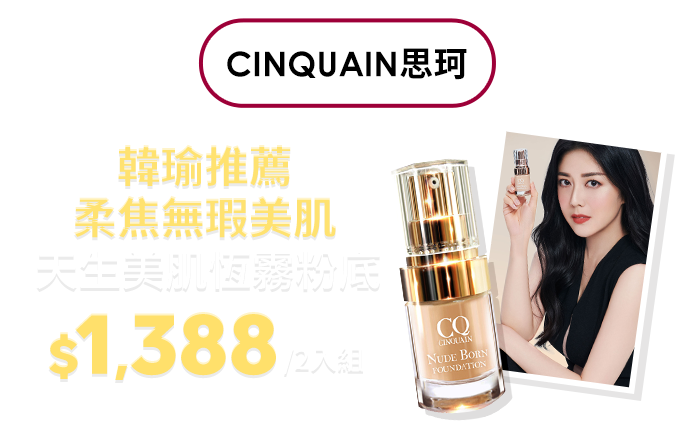 CINQUAIN思珂
韓瑜推薦
柔焦無瑕美肌
天生美肌恆霧粉底
$1,388/2入組
CQ
CINQUAIN
NUDE BORN
FOUNDATION